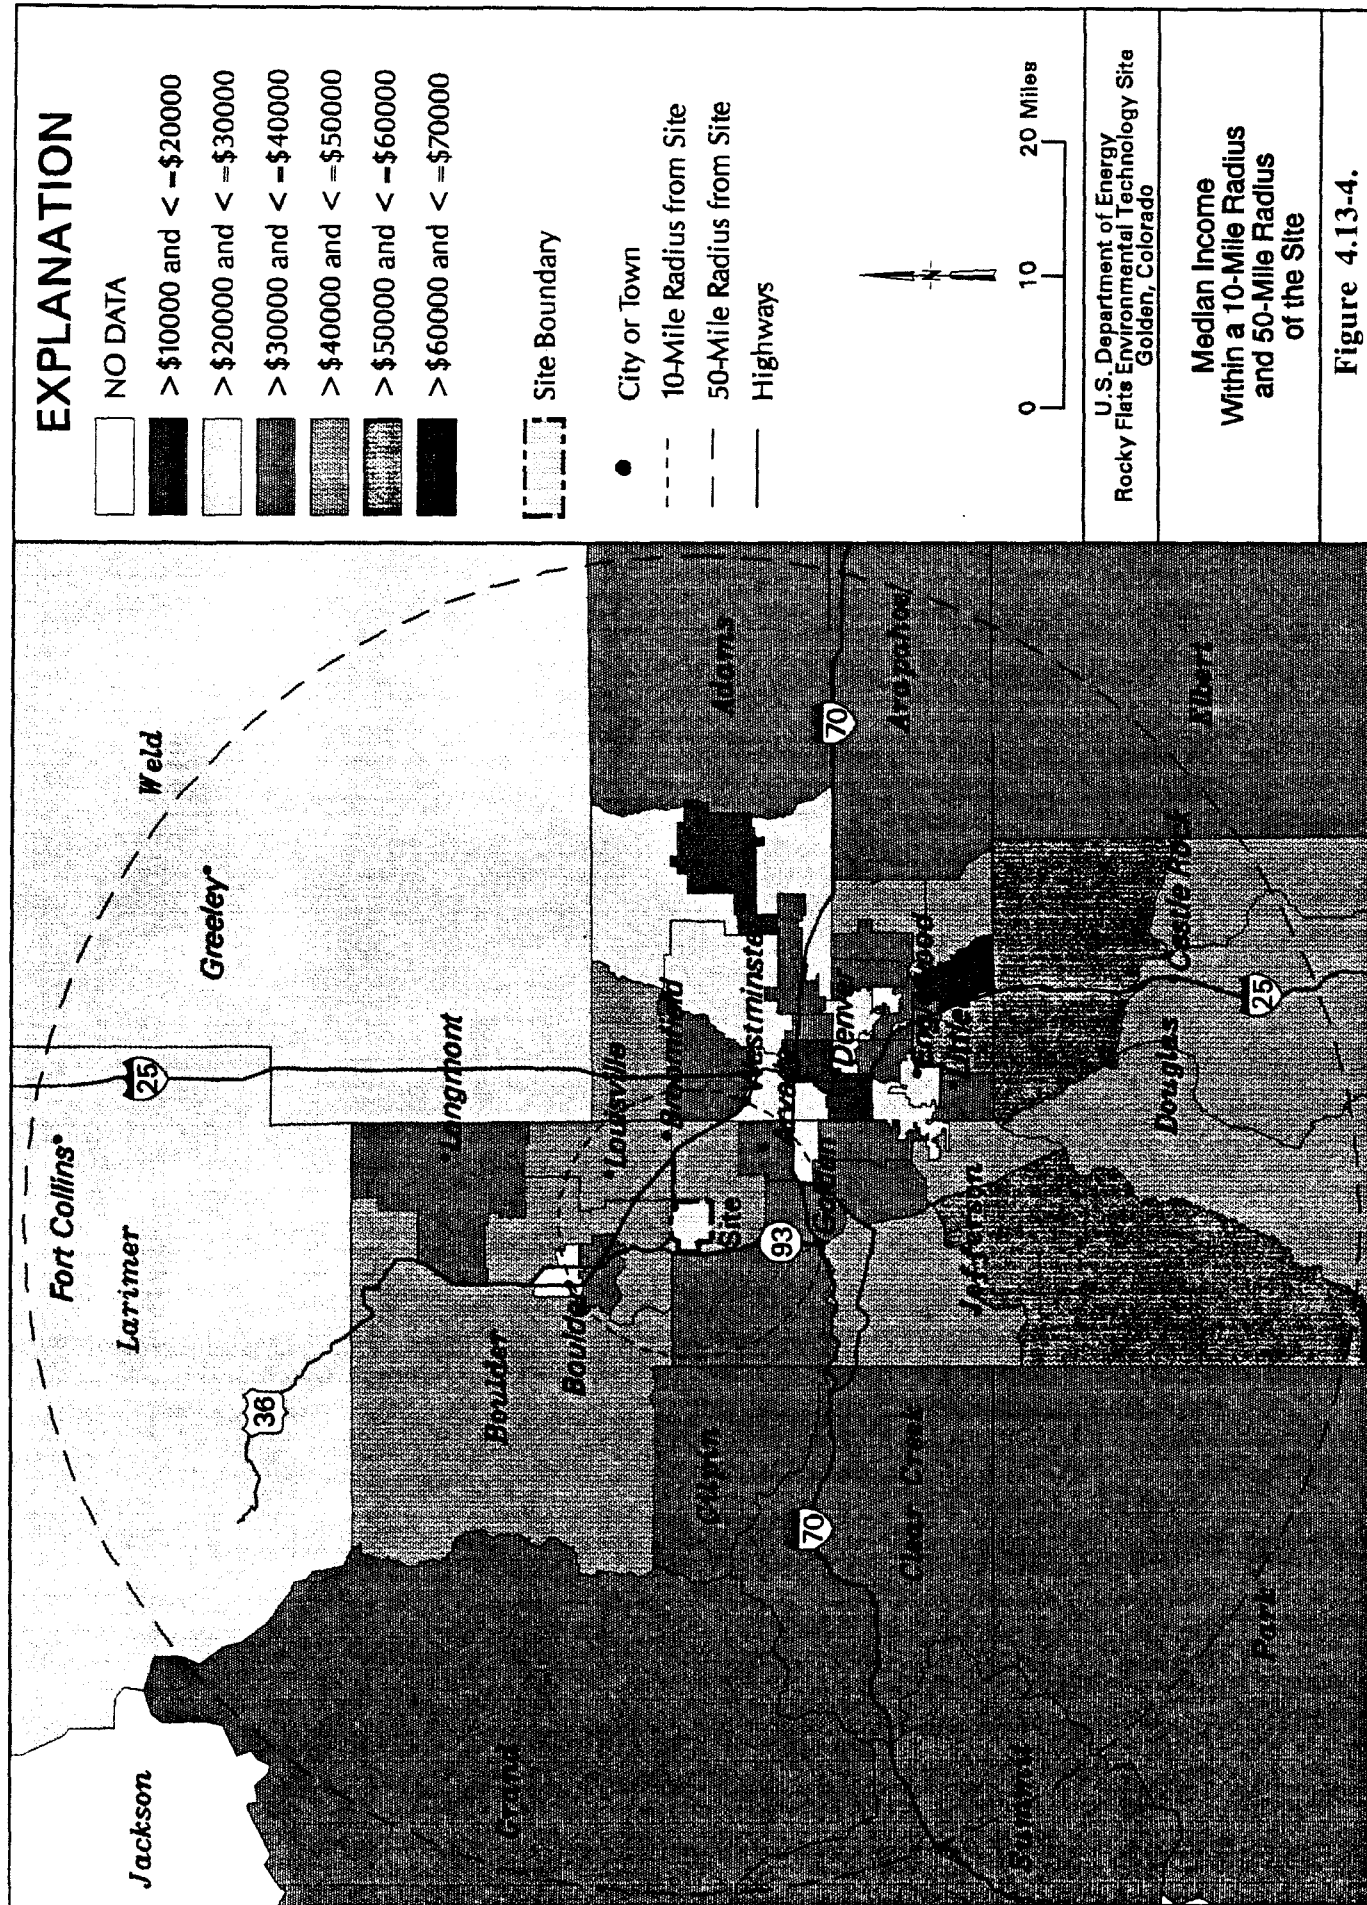 EXPLANATION
NO DATA
>$10000 and <=$20000
>$20000 and <=$30000
>$30000 and <=$40000
>$40000 and <=$50000
>$50000 and <=$60000
>$60000 and <=$70000
Site Boundary
City or Town
10-Mile Radius from Site
50-Mile Radius from Site
Highways
N
0 10 20 Miles
U.S. Department of Energy
Rocky Flats Environmental Technology Site
Golden, Colorado
Median Income
Within a 10-Mile Radius
and 50-Mile Radius
of the Site
Figure 4.13-4.
Jackson
Larimer
Fort Collins
25
36
Weld
Greeley
Grand
Boulder
Longmont
Boulder
Louisville
Broomfield
Site
Gilpin
93
Westminster
Arvada
Adams
Golden
Denver
70
70
Clear Creek
Arapahoe
Englewood
Jefferson
Summit
Douglas
Castle Rock
Elbert
25
Park